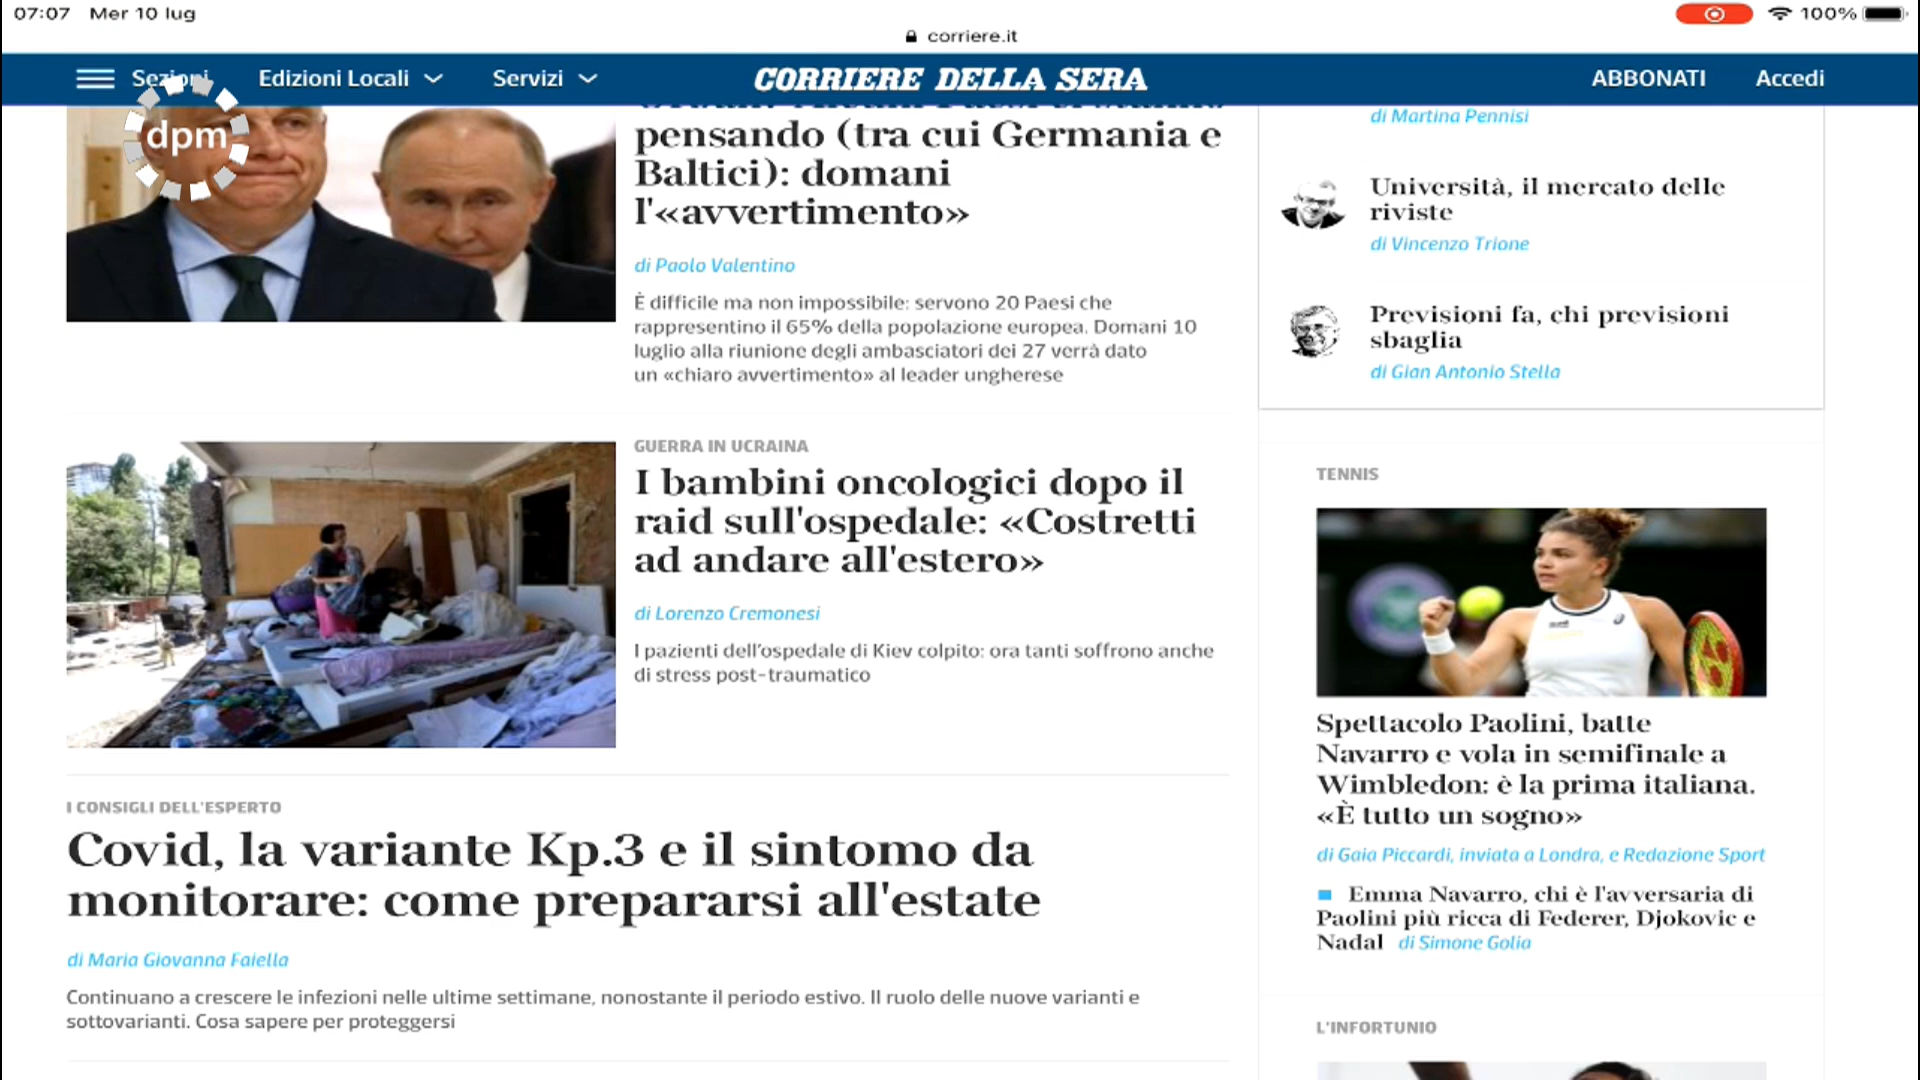 07:07 Mer 10 lug
100%
corriere.it
Sezioni
Edizioni Locali
Servizi
CORRIERE DELLA SERA
ABBONATI
Accedi
dpm
pensando (tra cui Germania e
Baltici): domani
l'«avvertimento»
di Paolo Valentino
È difficile ma non impossibile: servono 20 Paesi che
rappresentino il 65% della popolazione europea. Domani 10
luglio alla riunione degli ambasciatori dei 27 verrà dato
un «chiaro avvertimento» al leader ungherese
GUERRA IN UCRAINA
I bambini oncologici dopo il
raid sull'ospedale: «Costretti
ad andare all'estero»
di Lorenzo Cremonesi
I pazienti dell'ospedale di Kiev colpito: ora tanti soffrono anche
di stress post-traumatico
I CONSIGLI DELL'ESPERTO
Covid, la variante Kp.3 e il sintomo da
monitorare: come prepararsi all'estate
di Maria Giovanna Faiella
Continuano a crescere le infezioni nelle ultime settimane, nonostante il periodo estivo. Il ruolo delle nuove varianti e
sottovarianti. Cosa sapere per proteggersi
di Martina Pennisi
Università, il mercato delle
riviste
di Vincenzo Trione
Previsioni fa, chi previsioni
sbaglia
di Gian Antonio Stella
TENNIS
Spettacolo Paolini, batte
Navarro e vola in semifinale a
Wimbledon: è la prima italiana.
«È tutto un sogno»
di Gaia Piccardi, inviata a Londra, e Redazione Sport
Emma Navarro, chi è l'avversaria di
Paolini più ricca di Federer, Djokovic e
Nadal di Simone Golia
L'INFORTUNIO